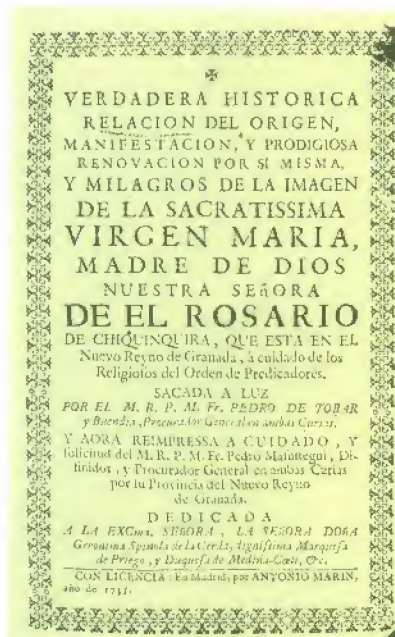 VERDADERA HISTORICA
RELACION DEL ORIGEN,
MANIFESTACION, Y PRODIGIOSA
RENOVACION POR SÍ MISMA,
Y MILAGROS DE LA IMAGEN
DE LA SACRATISSIMA
VIRGEN MARIA,
MADRE DE DIOS
NUESTRA SEñORA
DE EL ROSARIO
DE CHIQUINQUIRA, QUE ESTA EN EL
Nuevo Reyno de Granada, à cuidado de los
Religiosos del Orden de Predicadores.
SACADA A LUZ
POR EL M. R. P. M. Fr. PEDRO DE TOBAR
y Buendia, Procurador General en ambas Curias.
Y AORA REIMPRESSA A CUIDADO, Y
solicitud del M. R. P. M. Fr. Pedro Masustegui, Di-
finidor, y Procurador General en ambas Curias
por su Provincia del Nuevo Reyno
de Granada.
DEDICADA
A LA EXCma. SEñORA, LA SEñORA DOñA
Geronima Spinola de la Cerda, dignissima Marquesa
de Priego, y Duquesa de Medina-Cœli, &c.
CON LICENCIA: En Madrid, por ANTONIO MARIN,
año de 1735.